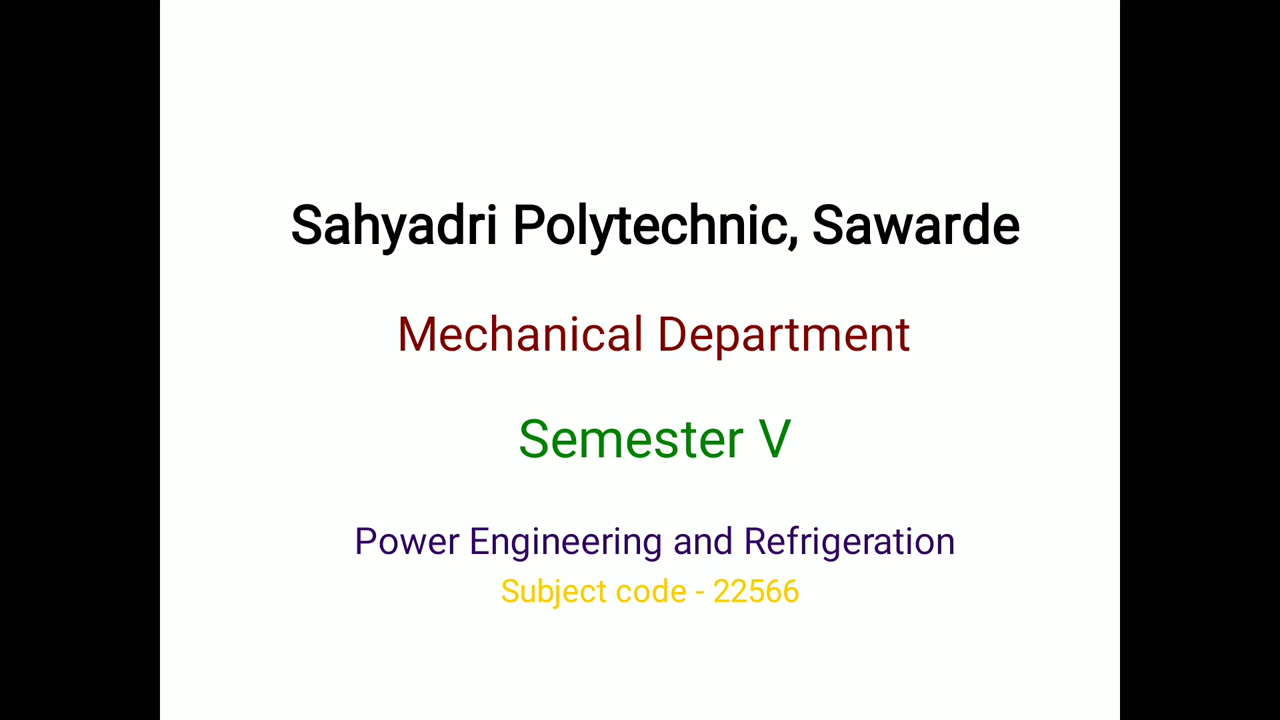 Sahyadri Polytechnic, Sawarde
Mechanical Department
Semester V
Power Engineering and Refrigeration
Subject code - 22566